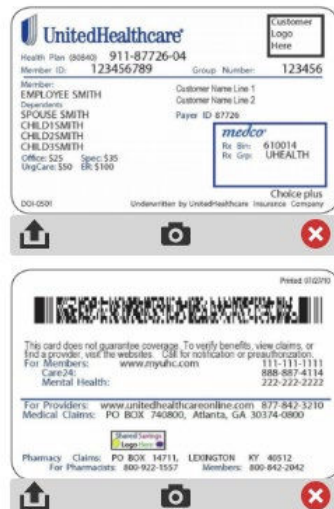 UnitedHealthcare®
Customer
Logo
Here
Health Plan (80840) 911-87726-04
Member ID: 123456789 Group Number: 123456
Member:
EMPLOYEE SMITH
Dependents
SPOUSE SMITH
CHILD1SMITH
CHILD2SMITH
CHILD3SMITH
Customer Name Line 1
Customer Name Line 2
Payer ID 87726
medco®
Rx Bin: 610014
Rx Grp: UHEALTH
Office: $25 Spec: $35
UrgCare: $50 ER: $100
Choice plus
DOI-0501 Underwritten by UnitedHealthcare Insurance Company
Printed: 07/27/10
This card does not guarantee coverage. To verify benefits, view claims, or
find a provider, visit the websites. Call for notification or preauthorization.
For Members: www.myuhc.com 111-111-1111
Care24: 888-887-4114
Mental Health: 222-222-2222
For Providers: www.unitedhealthcareonline.com 877-842-3210
Medical Claims: PO BOX 740800, Atlanta, GA 30374-0800
Shared Savings
Logo Here
Pharmacy Claims: PO BOX 14711, LEXINGTON KY 40512
For Pharmacists: 800-922-1557 Members: 800-842-2042